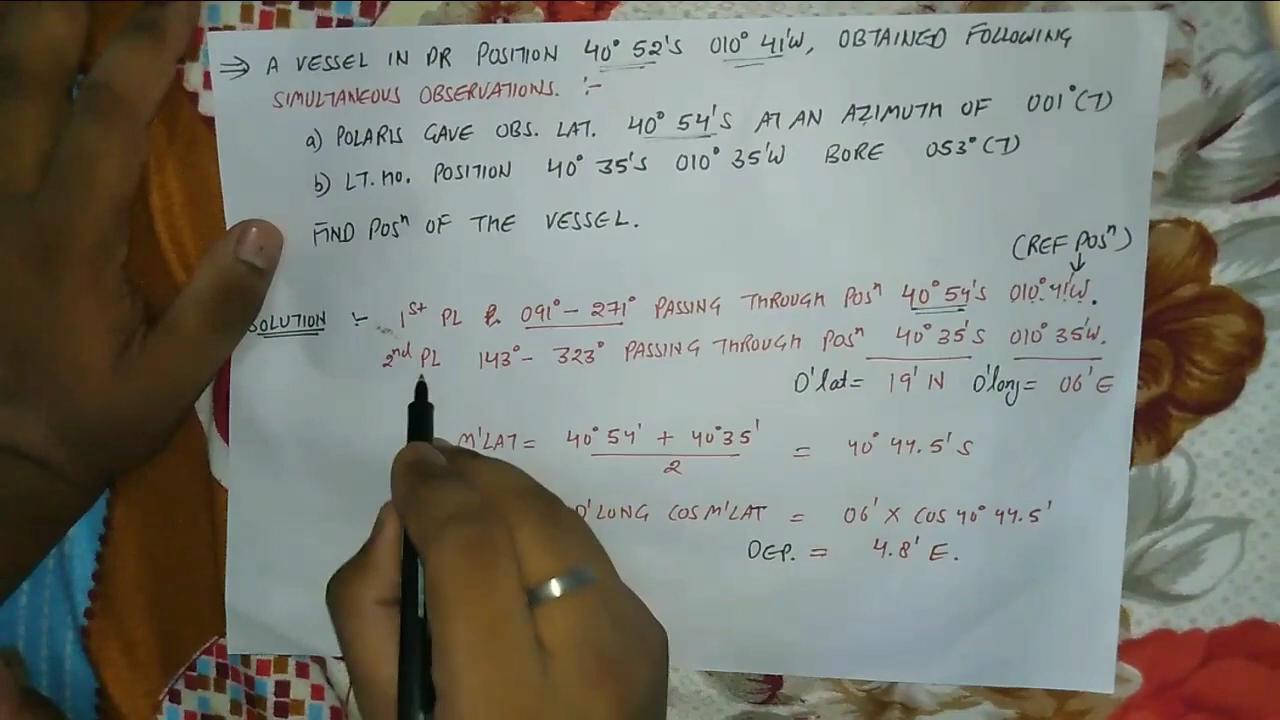 ⇒ A VESSEL IN DR POSITION 40° 52'S 010° 41'W, OBTAINED FOLLOWING
SIMULTANEOUS OBSERVATIONS. :-
a) POLARIS GAVE OBS. LAT. 40° 54'S AT AN AZIMUTH OF 001°(T)
b) LT. HO. POSITION 40° 35'S 010° 35'W BORE 053°(T)
FIND POSⁿ OF THE VESSEL.
(REF POSⁿ)
SOLUTION :- 1st PL 091° - 271° PASSING THROUGH POSⁿ 40° 54'S 010° 41'W.
2nd PL 143° - 323° PASSING THROUGH POSⁿ 40° 35'S 010° 35'W.
D'lat = 19' N D'long = 06' E
M'LAT = 40° 54' + 40° 35' / 2 = 40° 44.5' S
D'LONG COS M'LAT = 06' X COS 40° 44.5'
DEP. = 4.8' E.